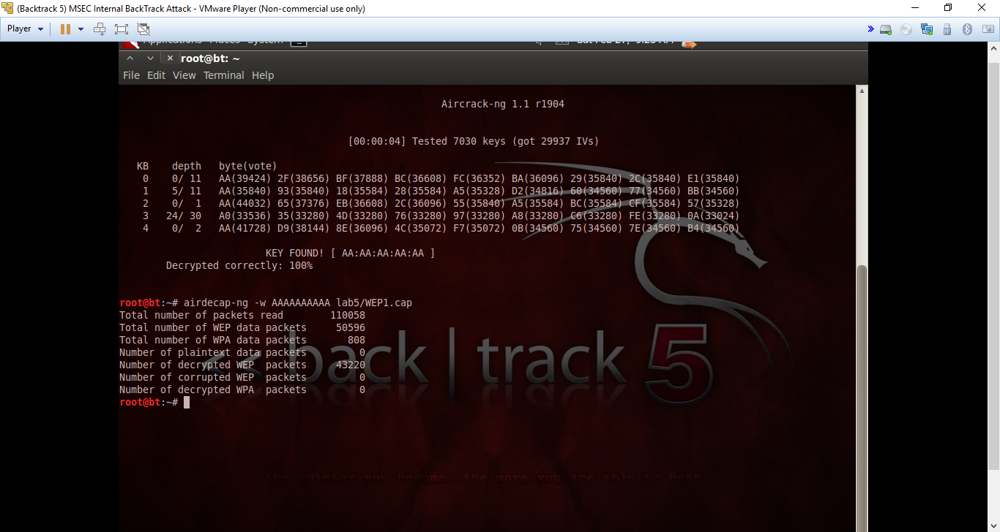 (Backtrack 5) MSEC Internal BackTrack Attack - VMware Player (Non-commercial use only)
Player
Applications Places System Sat Feb 27, 9:25 AM
root@bt: ~
File Edit View Terminal Help
Aircrack-ng 1.1 r1904
[00:00:04] Tested 7030 keys (got 29937 IVs)
KB depth byte(vote)
0 0/ 11 AA(39424) 2F(38656) BF(37888) BC(36608) FC(36352) BA(36096) 29(35840) 2C(35840) E1(35840)
1 5/ 11 AA(35840) 93(35840) 18(35584) 28(35584) A5(35328) D2(34816) 60(34560) 77(34560) BB(34560)
2 0/ 1 AA(44032) 65(37376) EB(36608) 2C(36096) 55(35840) A5(35584) BC(35584) CF(35584) 57(35328)
3 24/ 30 A0(33536) 35(33280) 4D(33280) 76(33280) 97(33280) A8(33280) C6(33280) FE(33280) 0A(33024)
4 0/ 2 AA(41728) D9(38144) 8E(36096) 4C(35072) F7(35072) 0B(34560) 75(34560) 7E(34560) B4(34560)
KEY FOUND! [ AA:AA:AA:AA:AA ]
Decrypted correctly: 100%
root@bt:~# airdecap-ng -w AAAAAAAAAA lab5/WEP1.cap
Total number of packets read 110058
Total number of WEP data packets 50596
Total number of WPA data packets 808
Number of plaintext data packets 0
Number of decrypted WEP packets 43220
Number of corrupted WEP packets 0
Number of decrypted WPA packets 0
root@bt:~#
<< back | track 5
the quieter you become, the more you are able to hear